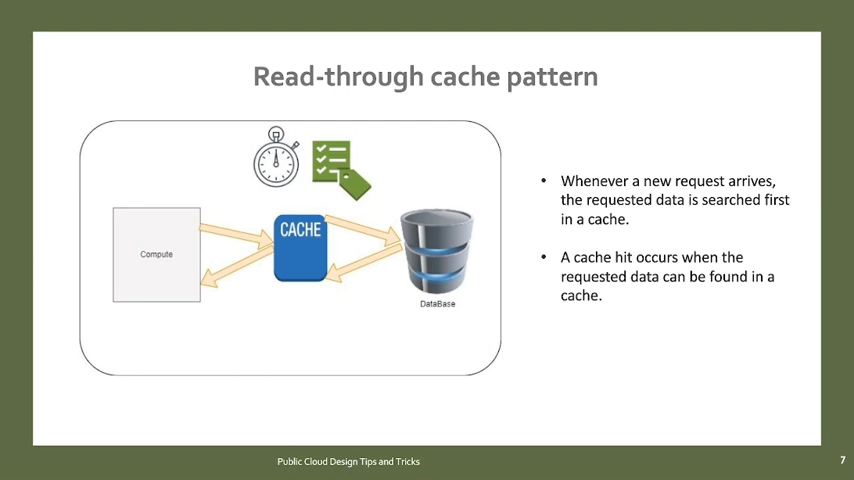 Read-through cache pattern
CACHE
Compute
DataBase
• Whenever a new request arrives,
the requested data is searched first
in a cache.
• A cache hit occurs when the
requested data can be found in a
cache.
Public Cloud Design Tips and Tricks
7